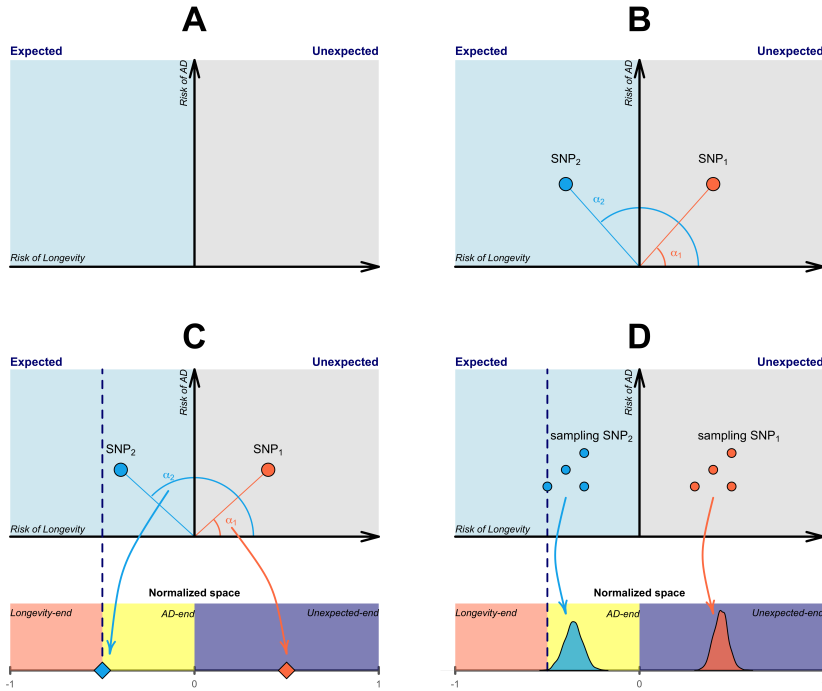 A
Expected Unexpected
Risk of AD
Risk of Longevity
B
Expected Unexpected
Risk of AD
SNP2 SNP1
α2
α1
Risk of Longevity
C
Expected Unexpected
Risk of AD
SNP2 SNP1
α2
α1
Risk of Longevity
Normalized space
Longevity-end AD-end Unexpected-end
-1 0 1
D
Expected Unexpected
Risk of AD
sampling SNP2 sampling SNP1
Risk of Longevity
Normalized space
Longevity-end AD-end Unexpected-end
-1 0